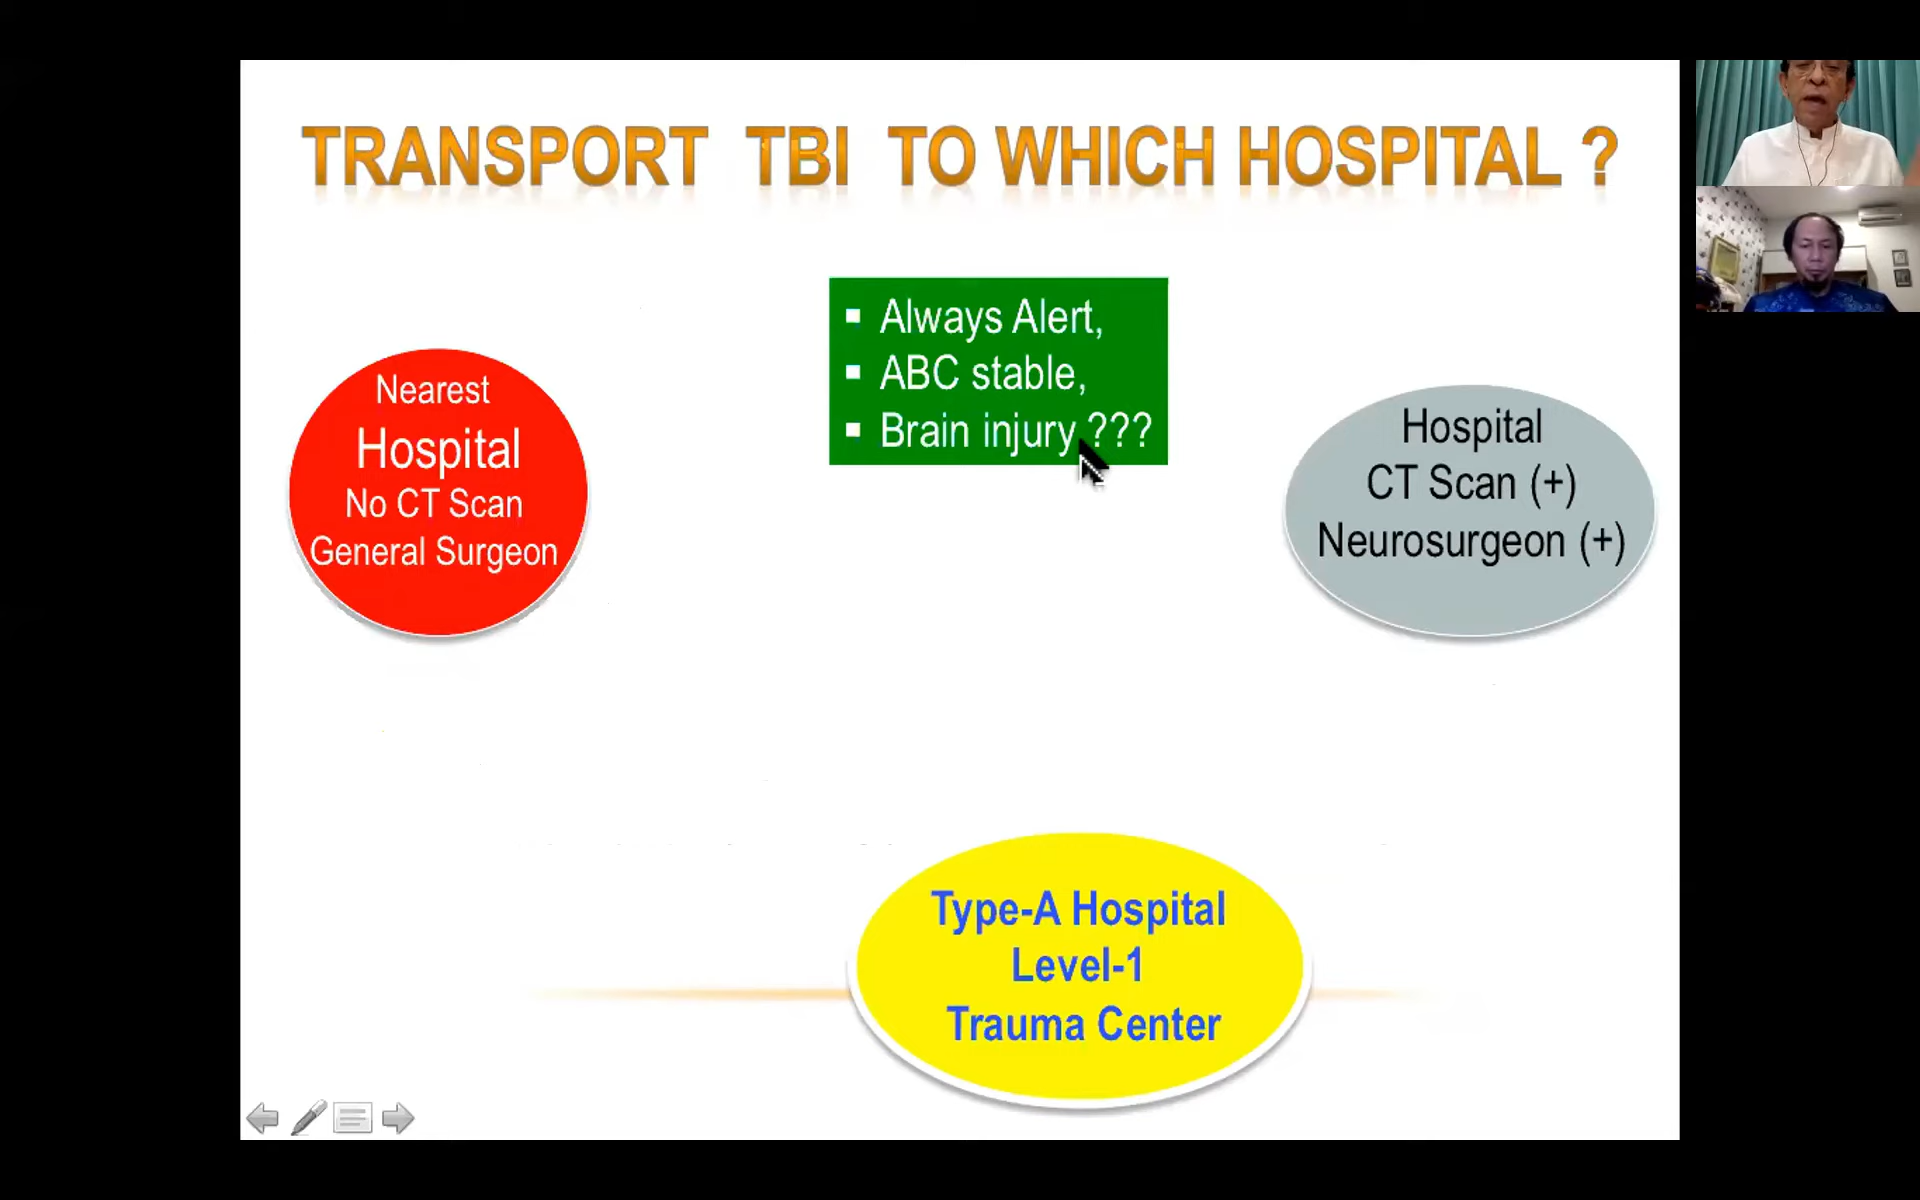 TRANSPORT TBI TO WHICH HOSPITAL ?
Always Alert,
ABC stable,
Brain injury ???
Nearest
Hospital
No CT Scan
General Surgeon
Hospital
CT Scan (+)
Neurosurgeon (+)
Type-A Hospital
Level-1
Trauma Center